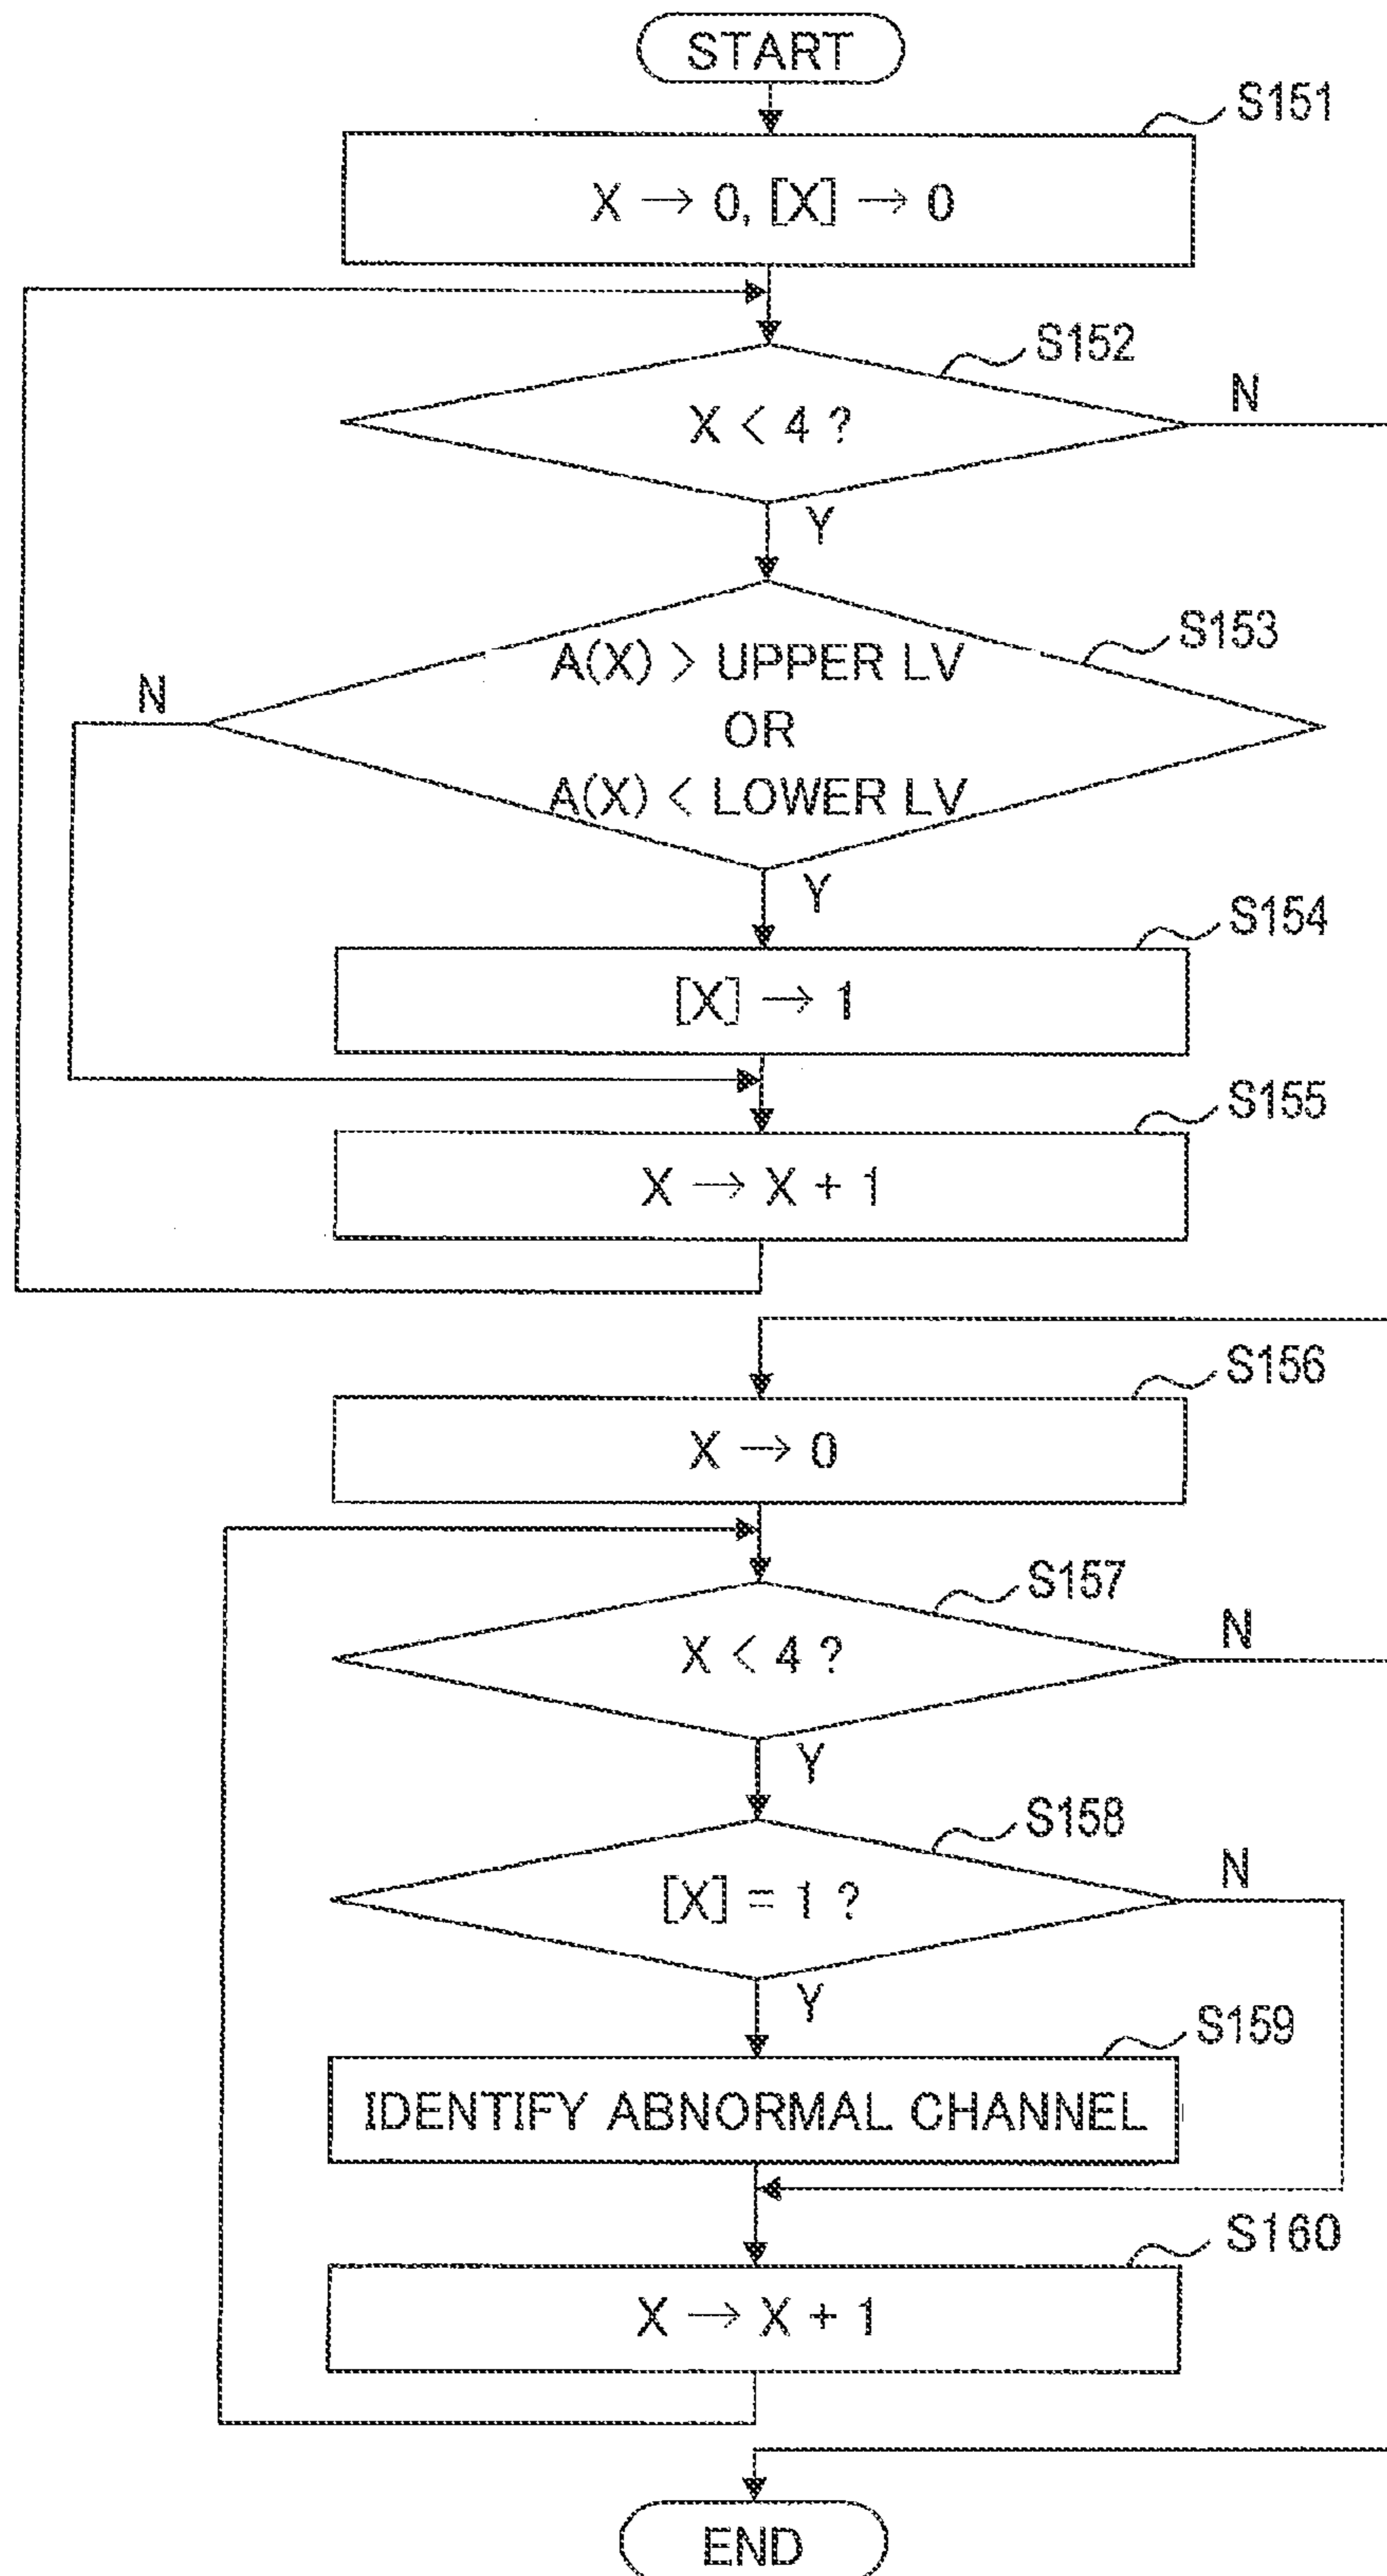 START
S151
X → 0, [X] → 0
S152
X < 4 ?
N
Y
S153
A(X) > UPPER LV
OR
A(X) < LOWER LV
N
Y
S154
[X] → 1
S155
X → X + 1
S156
X → 0
S157
X < 4 ?
N
Y
S158
[X] = 1 ?
N
Y
S159
IDENTIFY ABNORMAL CHANNEL
S160
X → X + 1
END